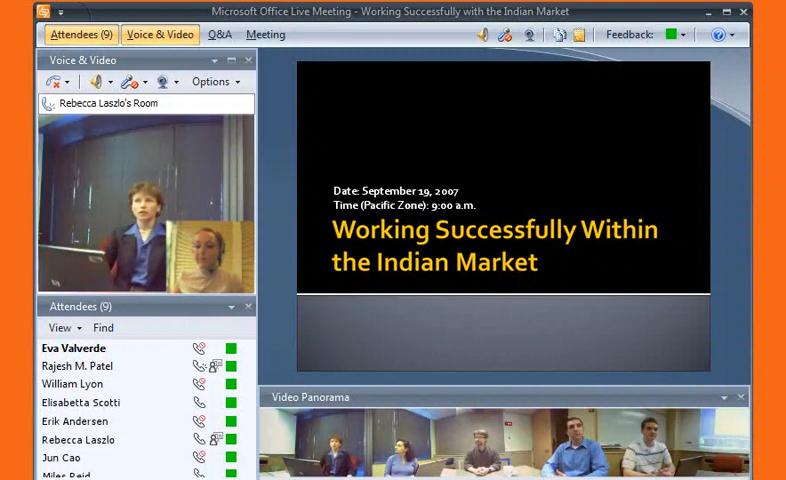 Microsoft Office Live Meeting - Working Successfully with the Indian Market
Attendees (9)
Voice & Video
Q&A
Meeting
Feedback:
Voice & Video
Options
Rebecca Laszlo's Room
Date: September 19, 2007
Time (Pacific Zone): 9:00 a.m.
Working Successfully Within
the Indian Market
Attendees (9)
View
Find
Eva Valverde
Rajesh M. Patel
William Lyon
Elisabetta Scotti
Erik Andersen
Rebecca Laszlo
Jun Cao
Miles Reid
Video Panorama